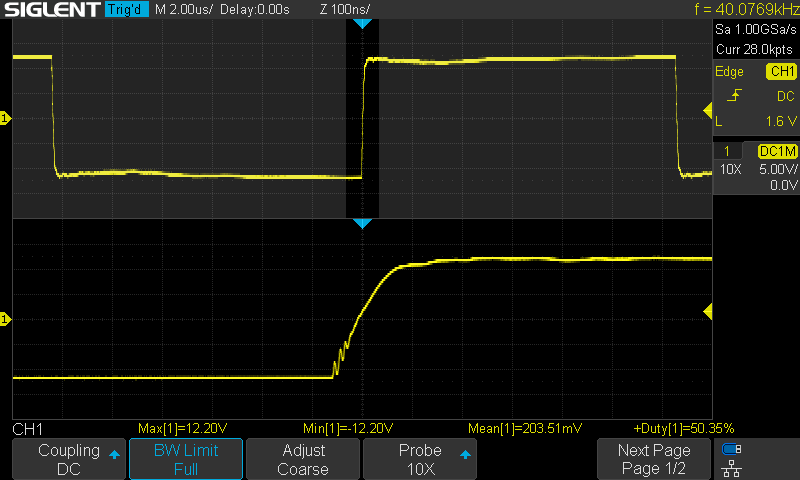 SIGLENT Trig'd M 2.00us/ Delay:0.00s Z 100ns/ f = 40.0769kHz
Sa 1.00GSa/s
Curr 28.0kpts
Edge CH1
DC
L 1.6 V
1 DC1M
10X 5.00V/
0.0V
1
1
CH1 Max[1]=12.20V Min[1]=-12.20V Mean[1]=203.51mV +Duty[1]=50.35%
Coupling BW Limit Adjust Probe Next Page
DC Full Coarse 10X Page 1/2